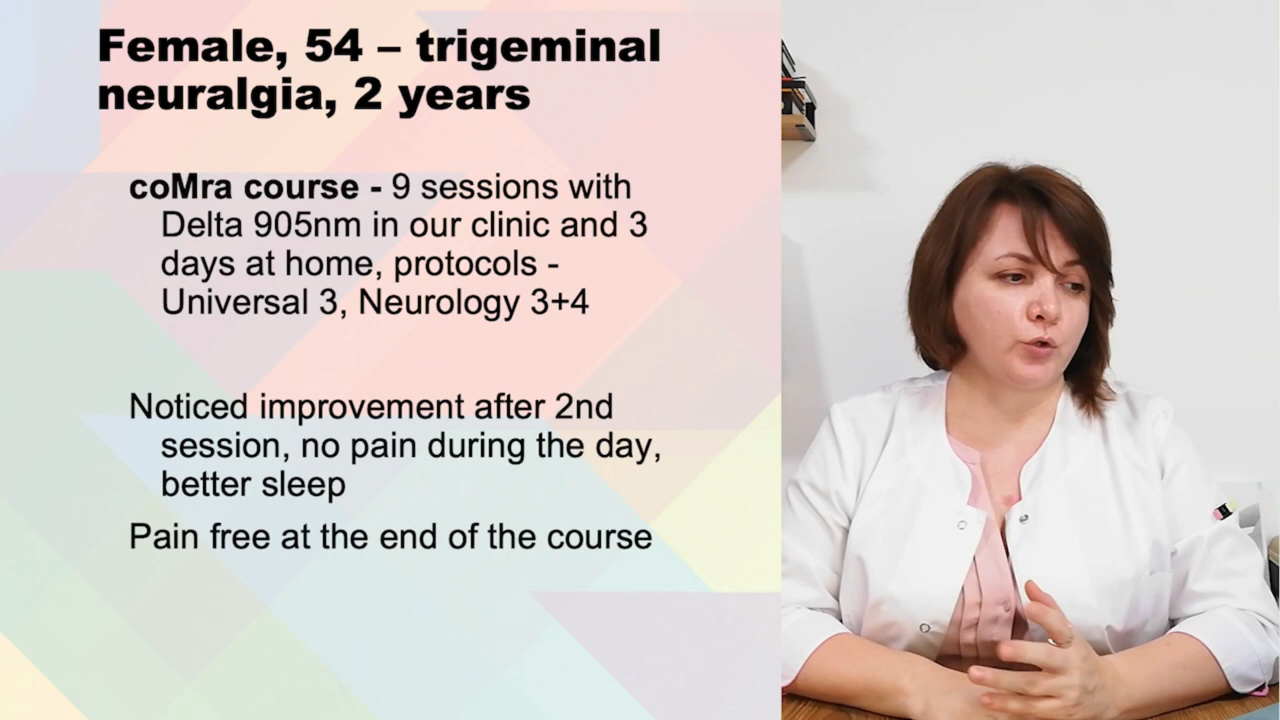 Female, 54 – trigeminal
neuralgia, 2 years
coMra course - 9 sessions with
Delta 905nm in our clinic and 3
days at home, protocols -
Universal 3, Neurology 3+4
Noticed improvement after 2nd
session, no pain during the day,
better sleep
Pain free at the end of the course